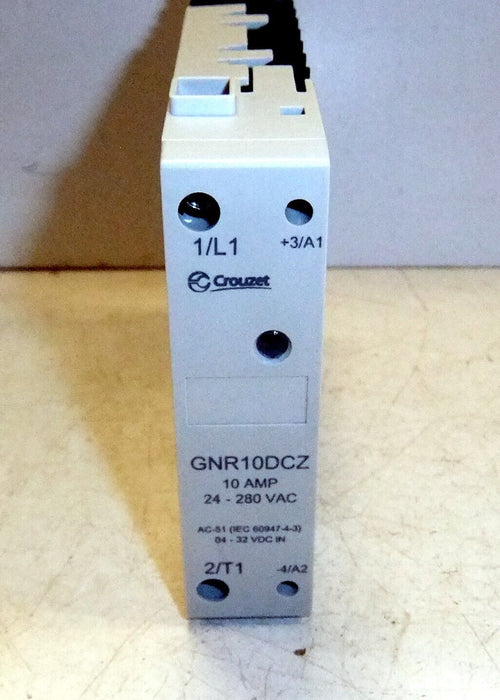 1/L1 +3/A1
Crouzet
GNR10DCZ
10 AMP
24 - 280 VAC
AC-51 (IEC 60947-4-3)
04 - 32 VDC IN
2/T1 -4/A2